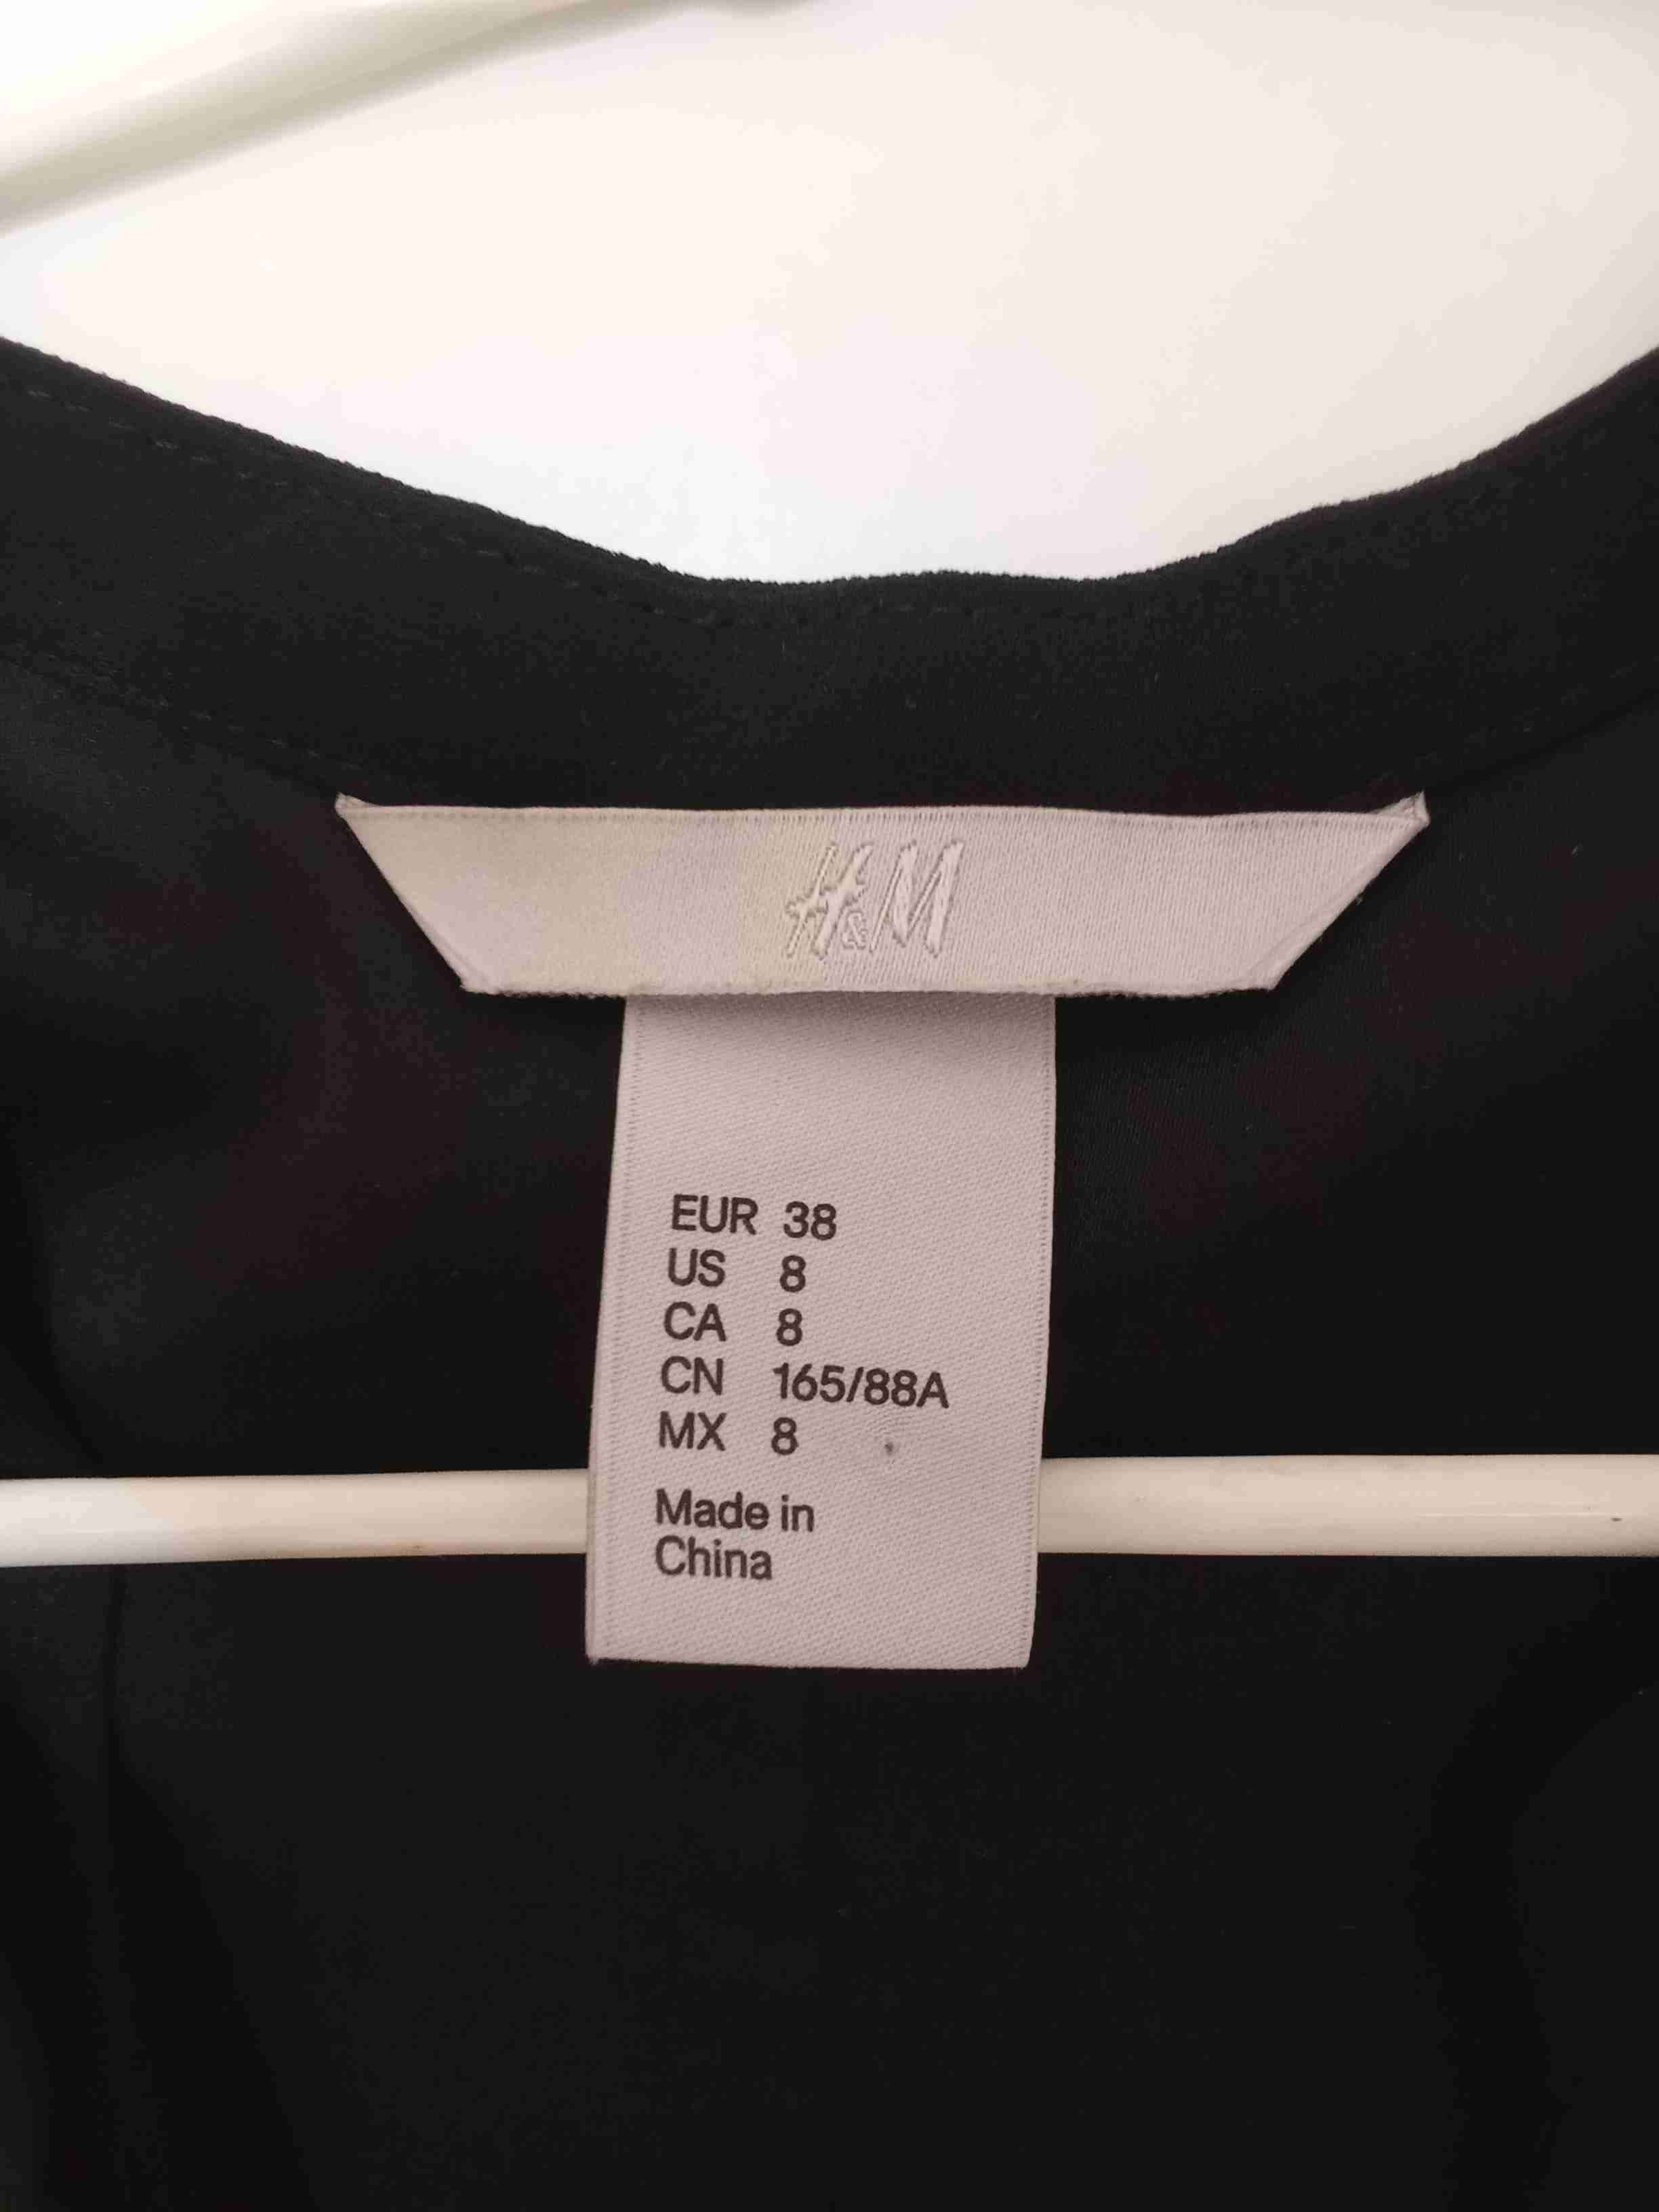 H&M
EUR 38
US 8
CA 8
CN 165/88A
MX 8
Made in
China